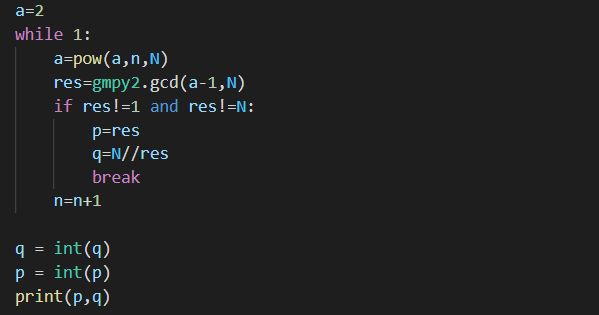 a=2
while 1:
    a=pow(a,n,N)
    res=gmpy2.gcd(a-1,N)
    if res!=1 and res!=N:
        p=res
        q=N//res
        break
    n=n+1

q = int(q)
p = int(p)
print(p,q)